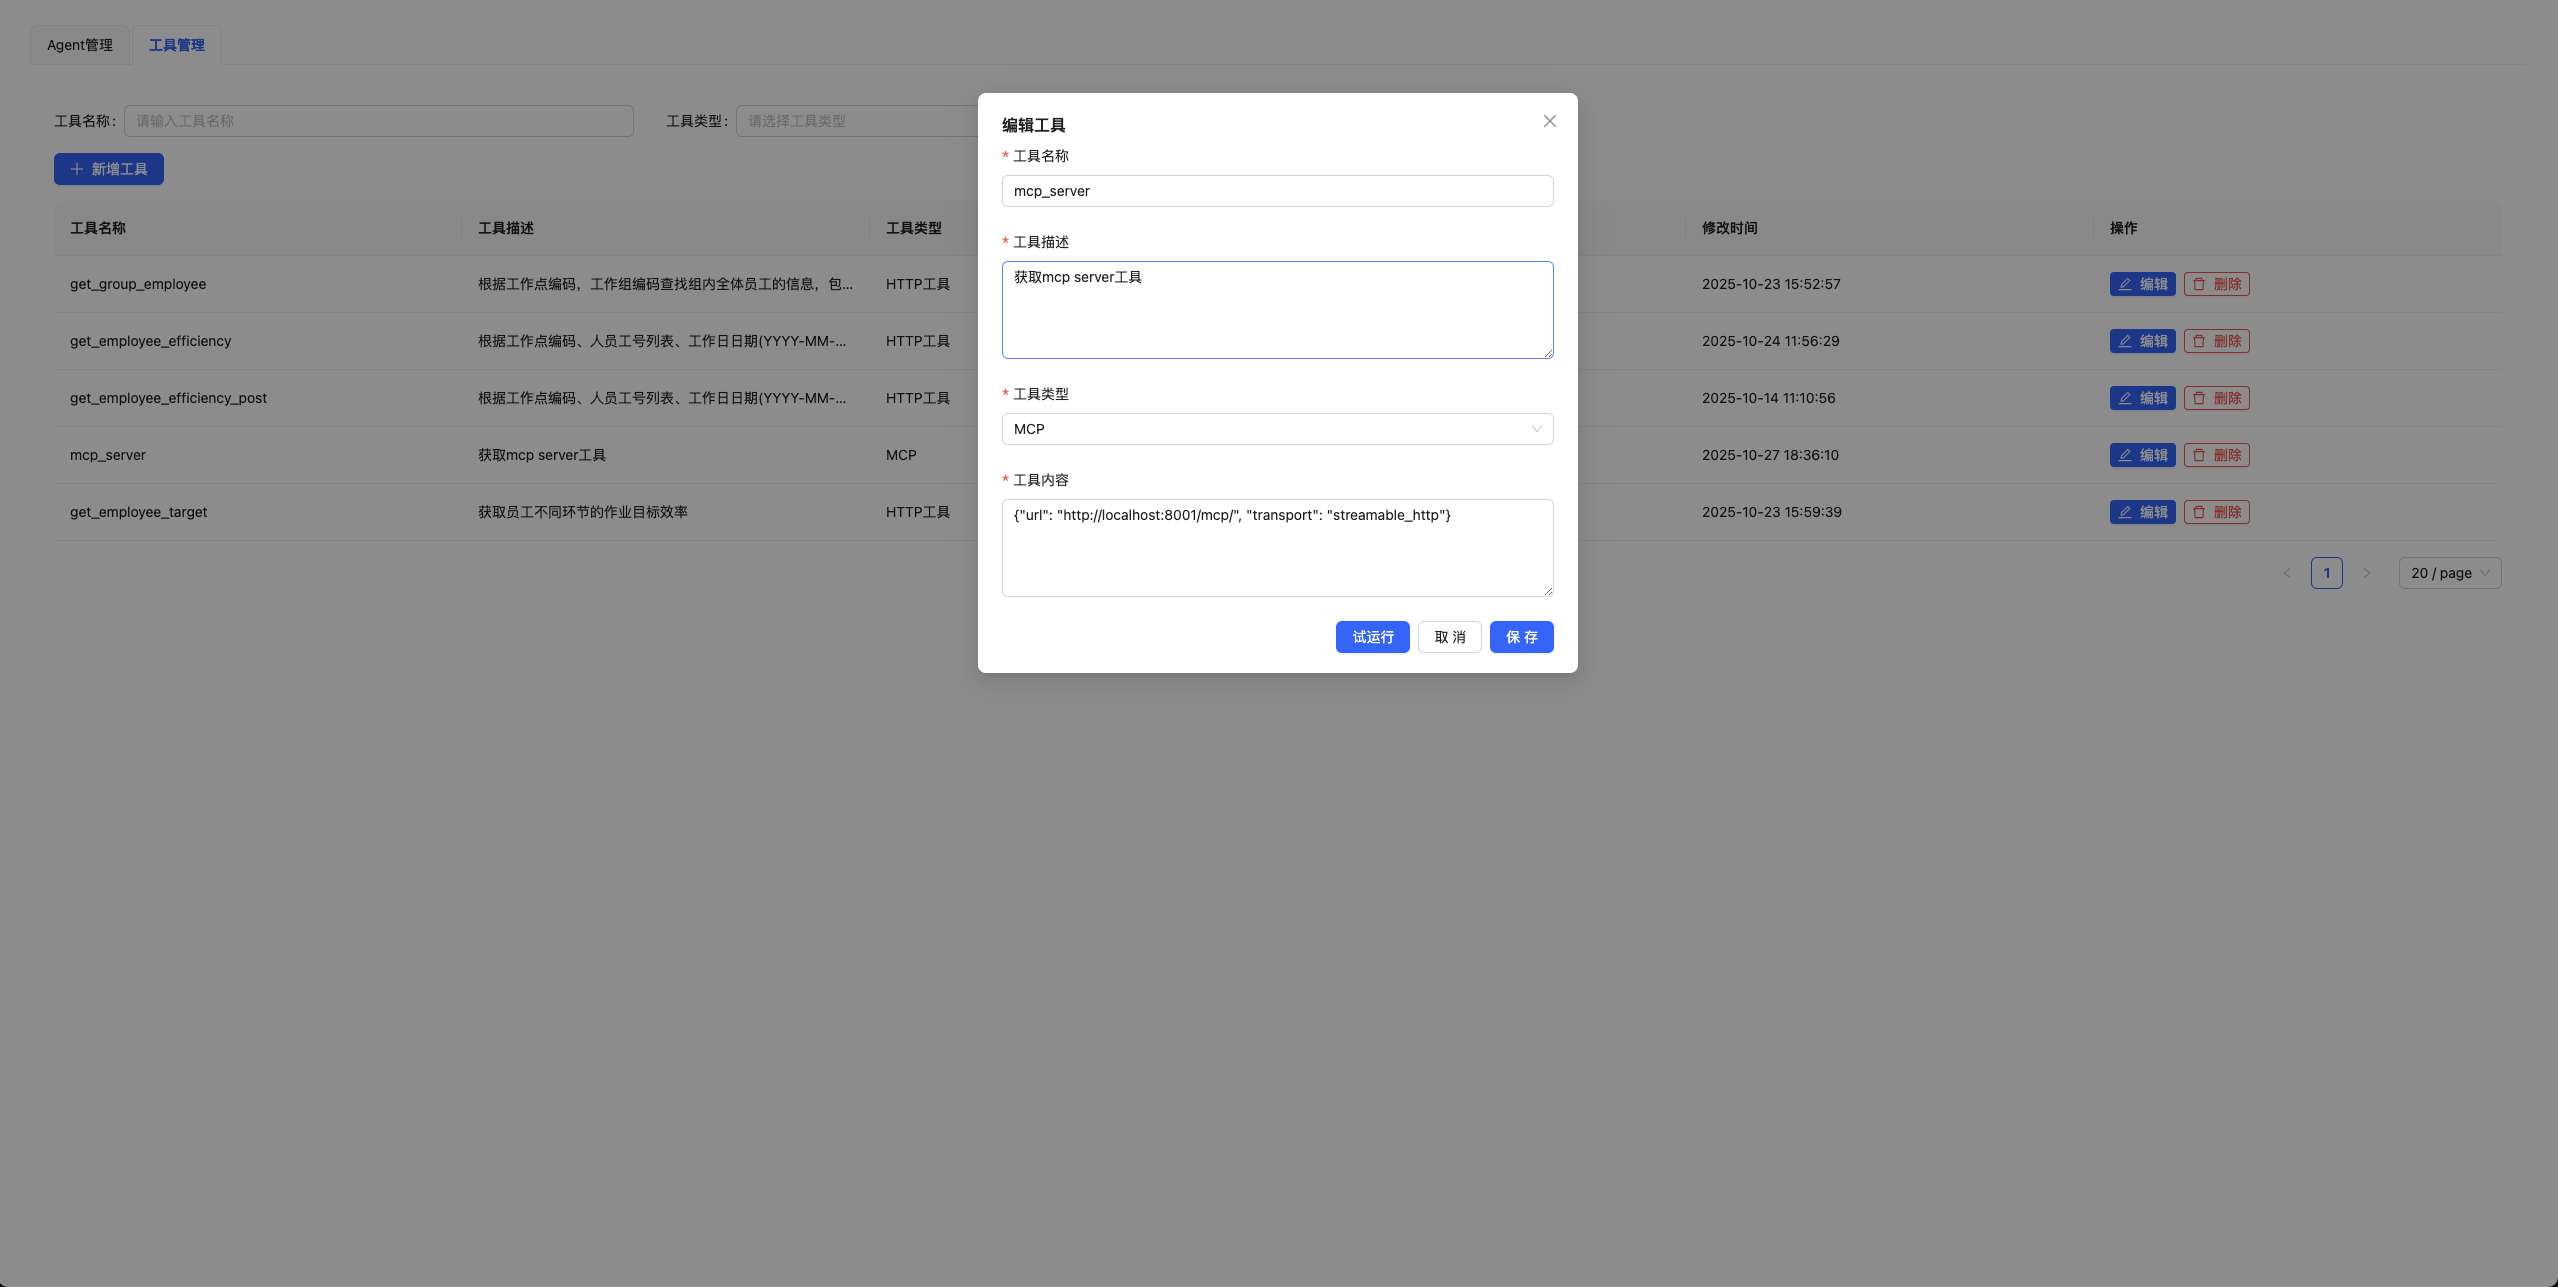 Agent管理 工具管理
工具名称： 请输入工具名称 工具类型： 请选择工具类型
新增工具
工具名称 工具描述 工具类型 修改时间 操作
get_group_employee 根据工作点编码，工作组编码查找组内全体员工的信息，包... HTTP工具 2025-10-23 15:52:57 编辑 删除
get_employee_efficiency 根据工作点编码、人员工号列表、工作日日期(YYYY-MM-... HTTP工具 2025-10-24 11:56:29 编辑 删除
get_employee_efficiency_post 根据工作点编码、人员工号列表、工作日日期(YYYY-MM-... HTTP工具 2025-10-14 11:10:56 编辑 删除
mcp_server 获取mcp server工具 MCP 2025-10-27 18:36:10 编辑 删除
get_employee_target 获取员工不同环节的作业目标效率 HTTP工具 2025-10-23 15:59:39 编辑 删除
1 20 / page
编辑工具
* 工具名称
mcp_server
* 工具描述
获取mcp server工具
* 工具类型
MCP
* 工具内容
{"url": "http://localhost:8001/mcp/", "transport": "streamable_http"}
试运行 取 消 保 存